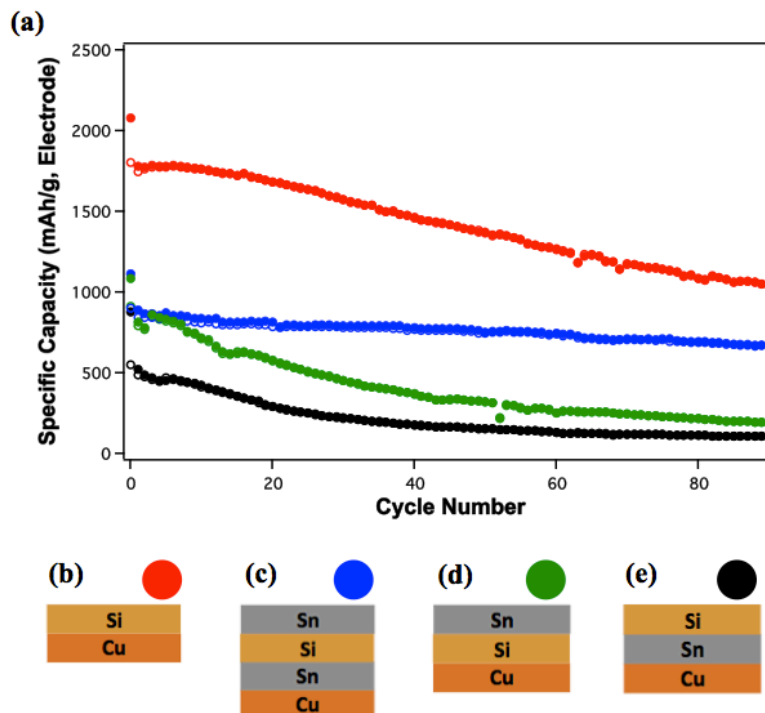 (a)
Specific Capacity (mAh/g, Electrode)
2500
2000
1500
1000
500
0
0
20
40
60
80
Cycle Number
(b)
Si
Cu
(c)
Sn
Si
Sn
Cu
(d)
Sn
Si
Cu
(e)
Si
Sn
Cu